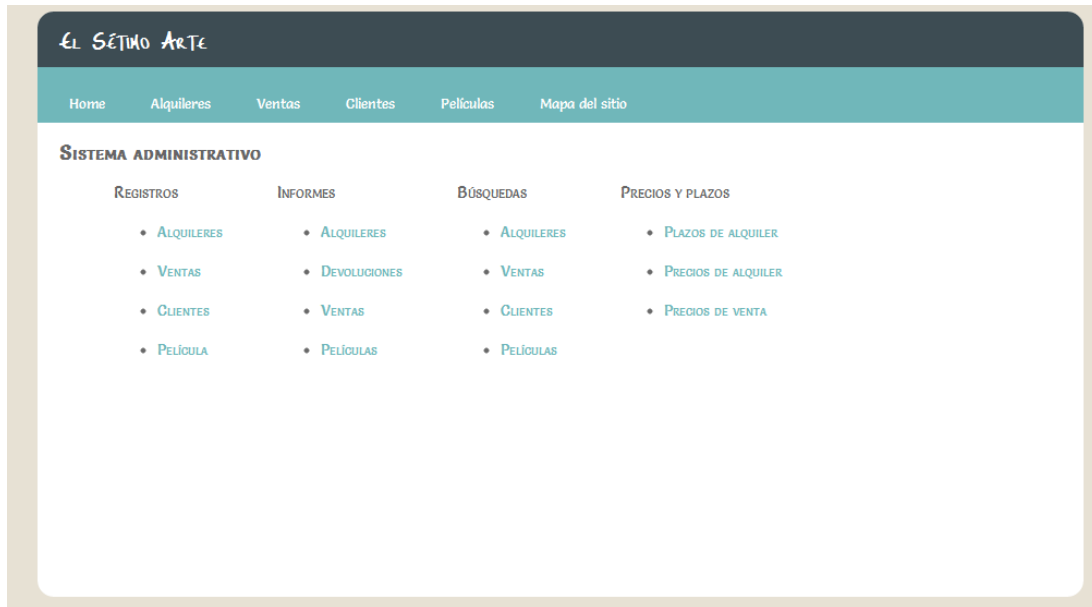 El Sétimo Arte
Home Alquileres Ventas Clientes Películas Mapa del sitio
Sistema administrativo
Registros Informes Búsquedas Precios y plazos
• Alquileres • Alquileres • Alquileres • Plazos de alquiler
• Ventas • Devoluciones • Ventas • Precios de alquiler
• Clientes • Ventas • Clientes • Precios de venta
• Película • Películas • Películas